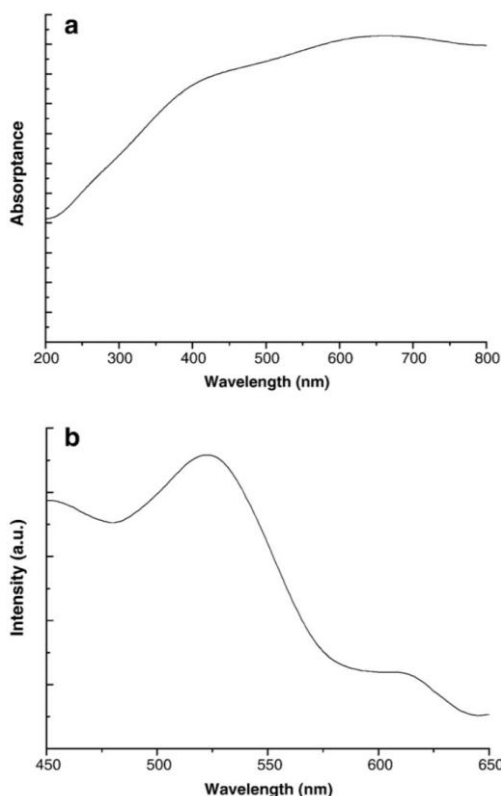 a
Absorptance
200 300 400 500 600 700 800
Wavelength (nm)
b
Intensity (a.u.)
450 500 550 600 650
Wavelength (nm)